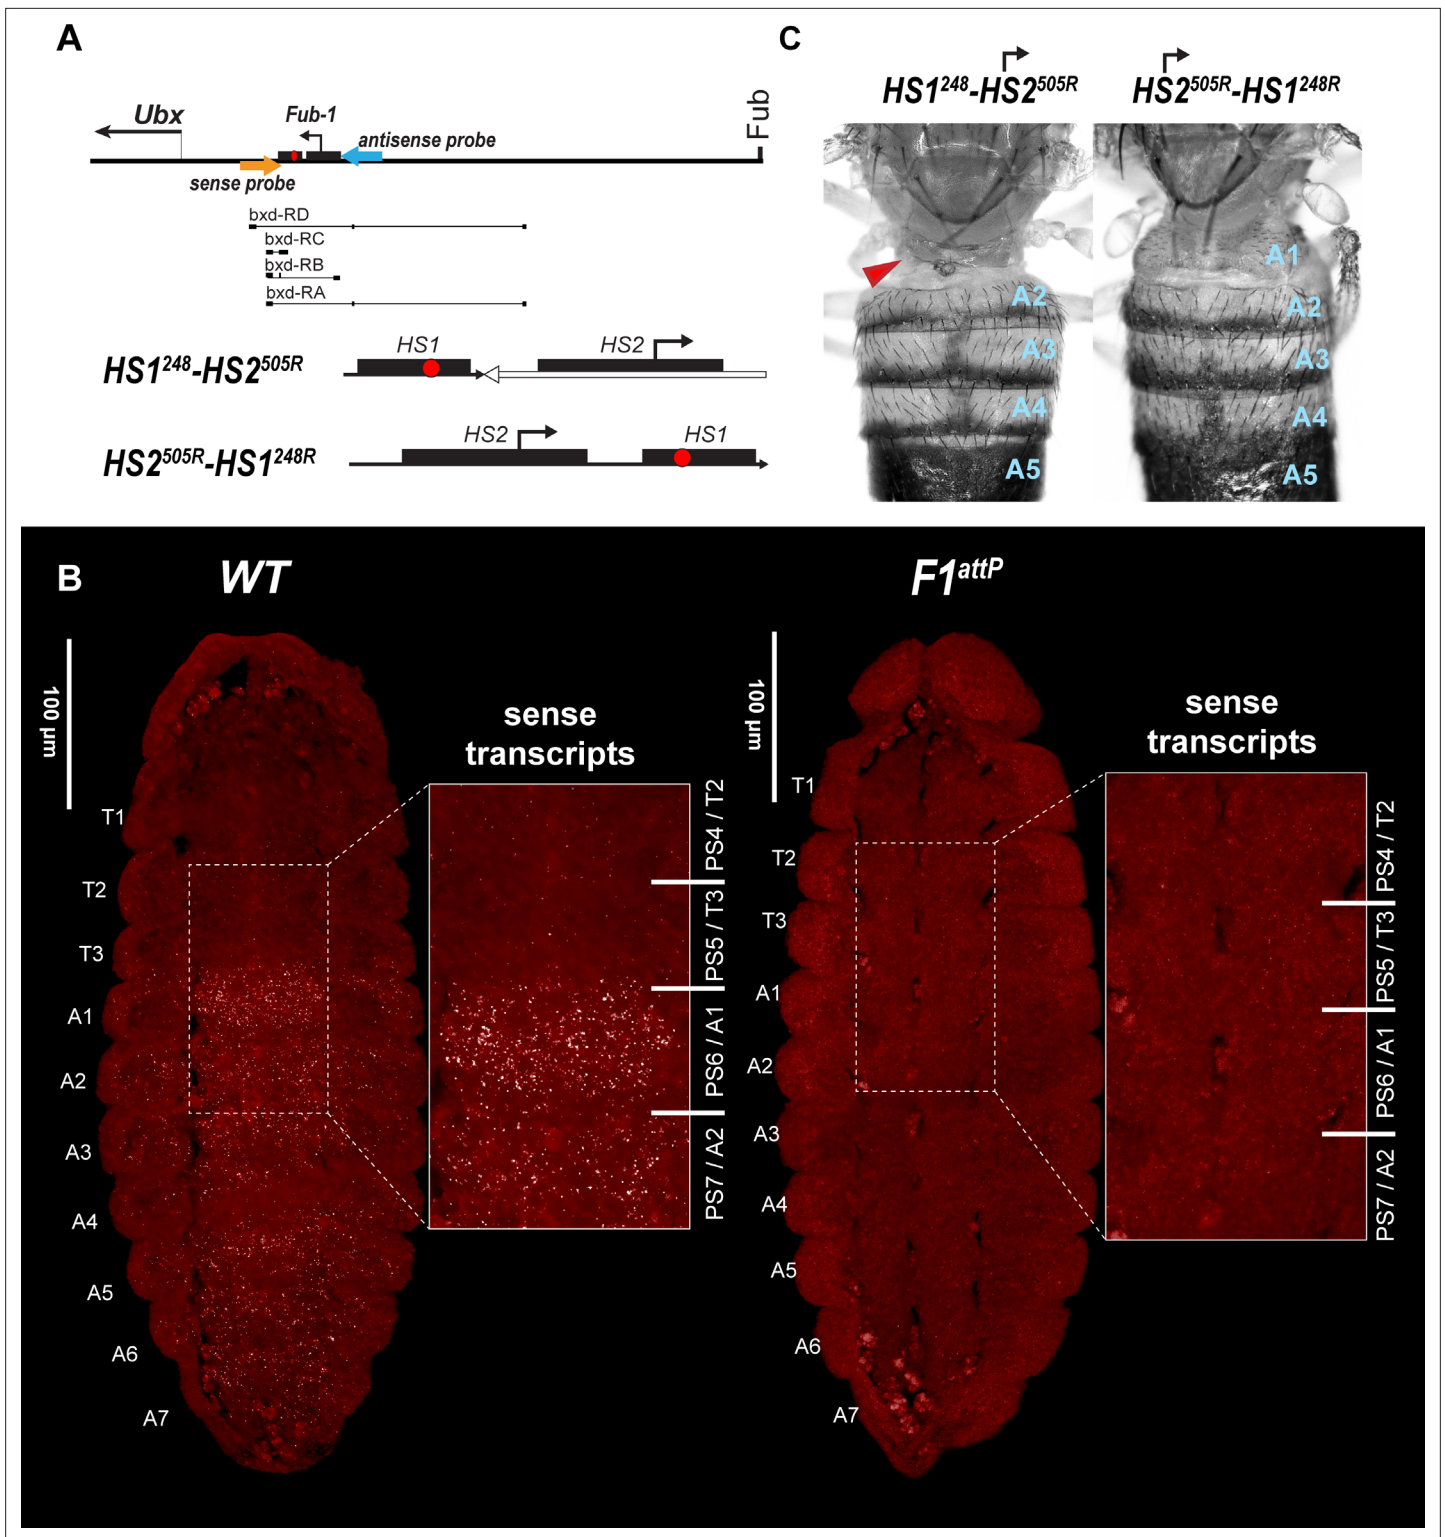 A
Ubx
Fub-1
antisense probe
Fub
sense probe
bxd-RD
bxd-RC
bxd-RB
bxd-RA
HS1
HS2
HS1248-HS2505R
HS2
HS1
HS2505R-HS1248R
C
HS1248-HS2505R
HS2505R-HS1248R
A2
A3
A4
A5
A1
A2
A3
A4
A5
B
WT
100 µm
T1
T2
T3
A1
A2
A3
A4
A5
A6
A7
sense
transcripts
PS4 / T2
PS5 / T3
PS6 / A1
PS7 / A2
F1attP
100 µm
T1
T2
T3
A1
A2
A3
A4
A5
A6
A7
sense
transcripts
PS4 / T2
PS5 / T3
PS6 / A1
PS7 / A2